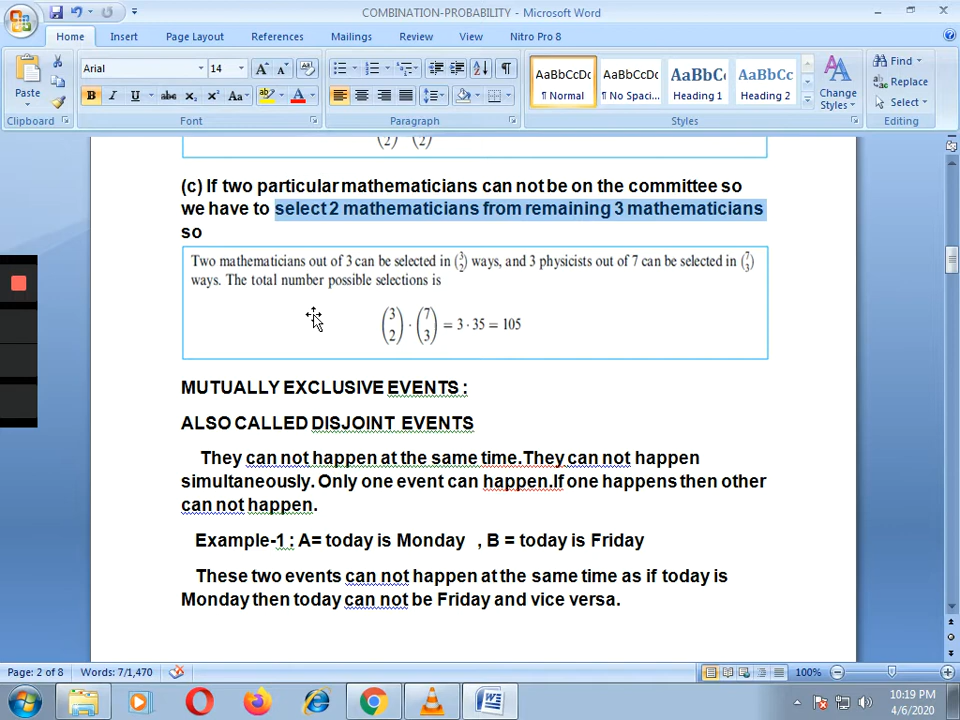 COMBINATION-PROBABILITY - Microsoft Word
Home Insert Page Layout References Mailings Review View Nitro Pro 8
Paste
Clipboard
Arial 14
B I U abc X₂ X² Aa
Font
Paragraph
AaBbCcDc AaBbCcDc AaBbCc AaBbCc
¶ Normal ¶ No Spaci... Heading 1 Heading 2
Change Styles
Styles
Find
Replace
Select
Editing
(c) If two particular mathematicians can not be on the committee so
we have to select 2 mathematicians from remaining 3 mathematicians
so
Two mathematicians out of 3 can be selected in (3 2) ways, and 3 physicists out of 7 can be selected in (7 3)
ways. The total number possible selections is
(3 2) · (7 3) = 3 · 35 = 105
MUTUALLY EXCLUSIVE EVENTS :
ALSO CALLED DISJOINT EVENTS
They can not happen at the same time.They can not happen
simultaneously. Only one event can happen.If one happens then other
can not happen.
Example-1 : A= today is Monday , B = today is Friday
These two events can not happen at the same time as if today is
Monday then today can not be Friday and vice versa.
Page: 2 of 8 Words: 7/1,470 100%
10:19 PM
4/6/2020